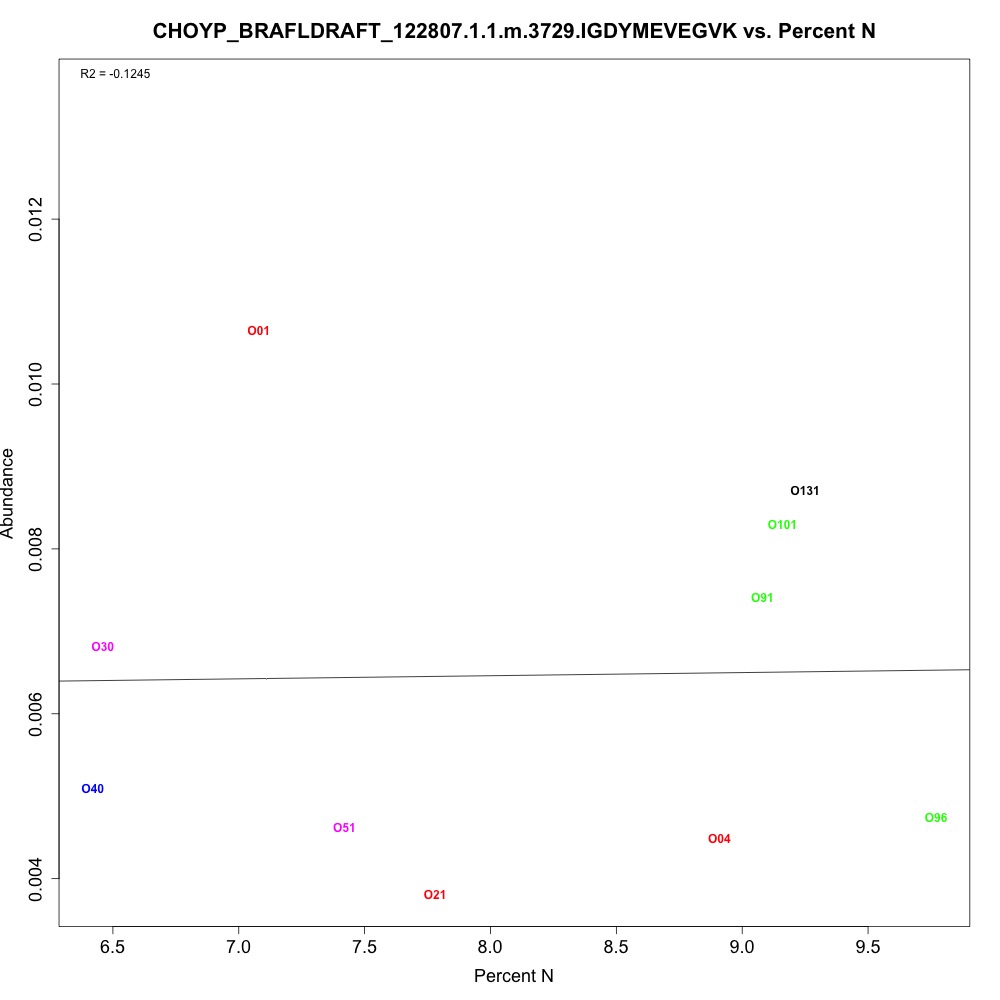 CHOYP_BRAFLDRAFT_122807.1.1.m.3729.IGDYMEVEGVK vs. Percent N
R2 = -0.1245
0.012
O01
0.010
Abundance
O131
O101
0.008
O91
O30
0.006
O40
O96
O51
O04
0.004
O21
6.5 7.0 7.5 8.0 8.5 9.0 9.5
Percent N